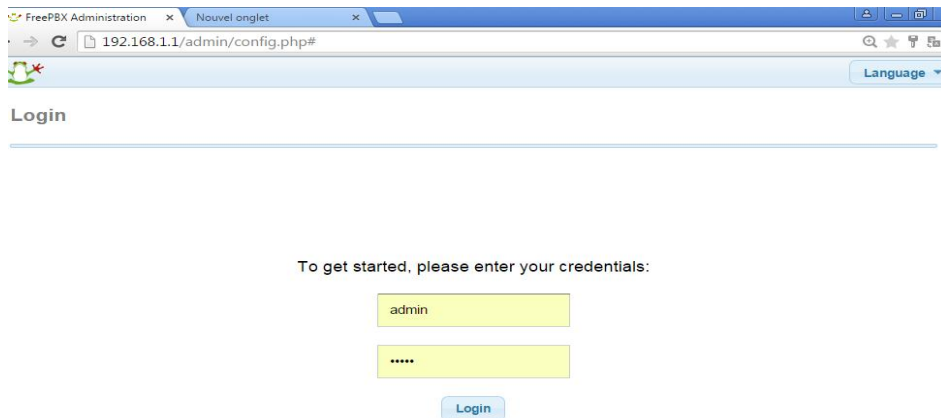 FreePBX Administration
Nouvel onglet
192.168.1.1/admin/config.php#
Language
Login
To get started, please enter your credentials:
admin
•••••
Login